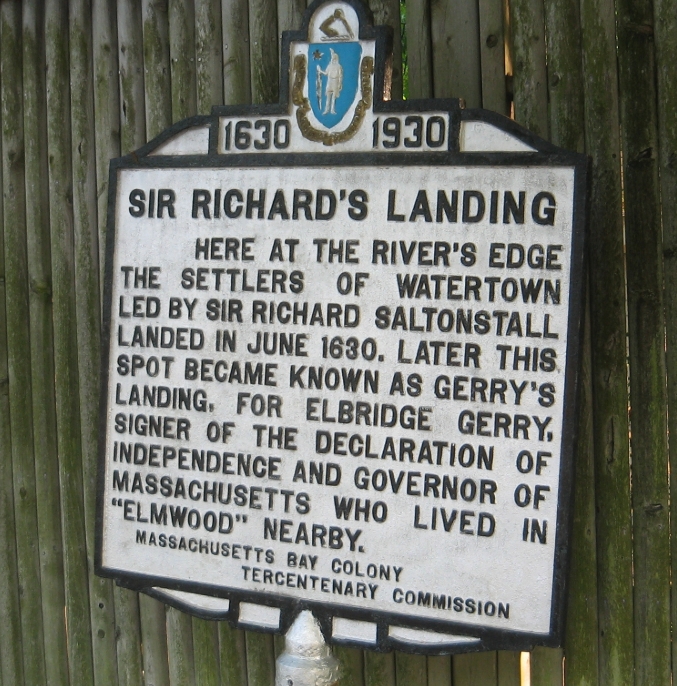 1630 1930
SIR RICHARD'S LANDING
HERE AT THE RIVER'S EDGE
THE SETTLERS OF WATERTOWN
LED BY SIR RICHARD SALTONSTALL
LANDED IN JUNE 1630. LATER THIS
SPOT BECAME KNOWN AS GERRY'S
LANDING, FOR ELBRIDGE GERRY,
SIGNER OF THE DECLARATION OF
INDEPENDENCE AND GOVERNOR OF
MASSACHUSETTS WHO LIVED IN
"ELMWOOD" NEARBY.
MASSACHUSETTS BAY COLONY
TERCENTENARY COMMISSION